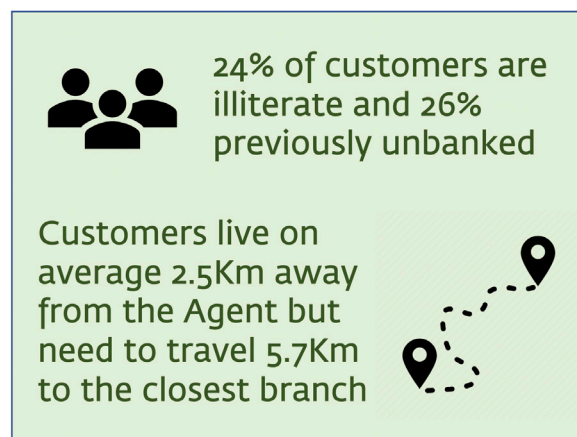 24% of customers are
illiterate and 26%
previously unbanked
Customers live on
average 2.5Km away
from the Agent but
need to travel 5.7Km
to the closest branch